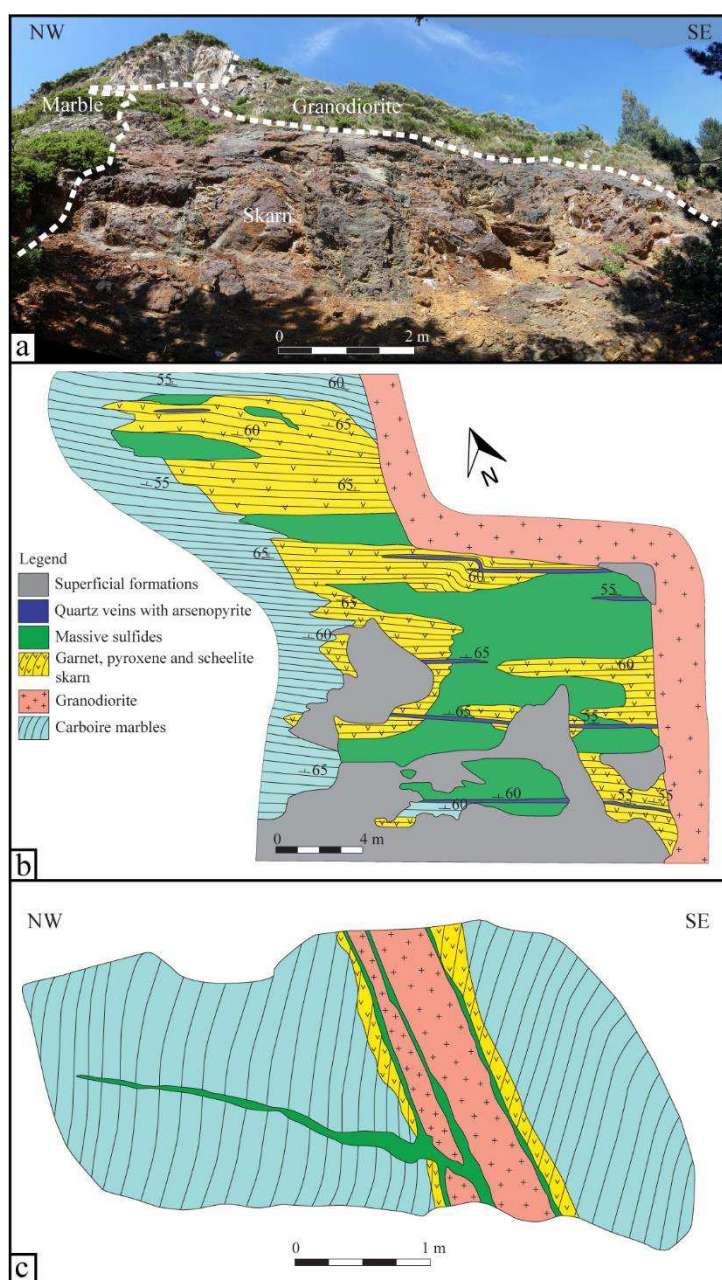 NW SE
Marble Granodiorite
Skarn
0 2 m
a
55 60
65
60
N
55 65
65
Legend
Superficial formations
Quartz veins with arsenopyrite
Massive sulfides
Garnet, pyroxene and scheelite
skarn
Granodiorite
Carboire marbles
60
55
65
60
65
60
65 55
65
60 55 55
60
0 4 m
b
NW SE
0 1 m
c